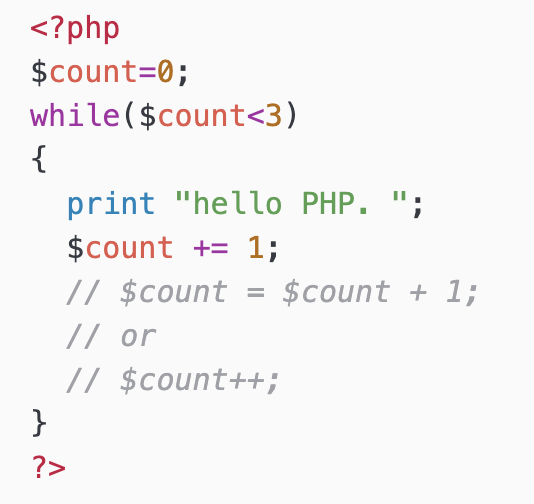 <?php
$count=0;
while($count<3)
{
  print "hello PHP. ";
  $count += 1;
  // $count = $count + 1;
  // or
  // $count++;
}
?>